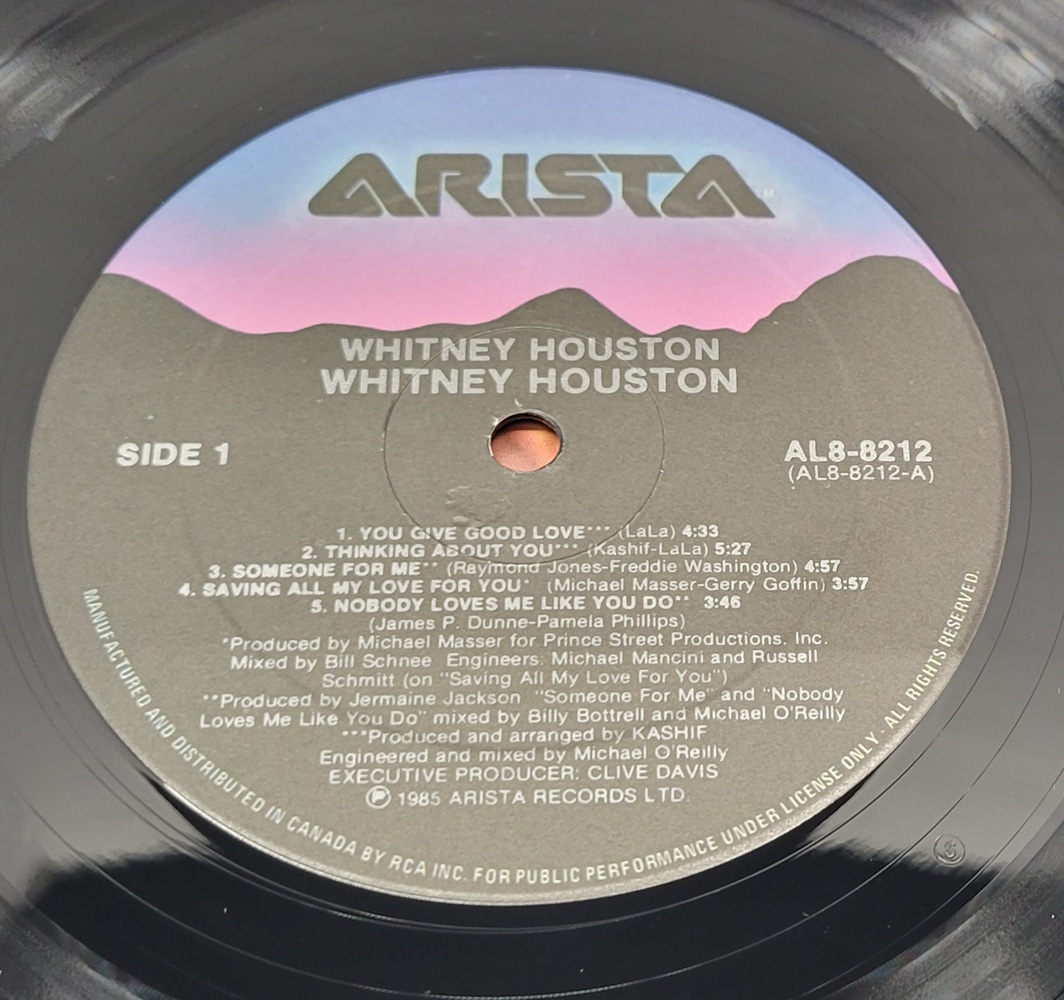 ARISTA
WHITNEY HOUSTON
WHITNEY HOUSTON
SIDE 1
AL8-8212
(AL8-8212-A)
1. YOU GIVE GOOD LOVE*** (LaLa) 4:33
2. THINKING ABOUT YOU*** (Kashif-LaLa) 5:27
3. SOMEONE FOR ME** (Raymond Jones-Freddie Washington) 4:57
4. SAVING ALL MY LOVE FOR YOU* (Michael Masser-Gerry Goffin) 3:57
5. NOBODY LOVES ME LIKE YOU DO** 3:46
(James P. Dunne-Pamela Phillips)
*Produced by Michael Masser for Prince Street Productions. Inc.
Mixed by Bill Schnee Engineers: Michael Mancini and Russell
Schmitt (on "Saving All My Love For You")
**Produced by Jermaine Jackson "Someone For Me" and "Nobody
Loves Me Like You Do" mixed by Billy Bottrell and Michael O'Reilly
***Produced and arranged by KASHIF
Engineered and mixed by Michael O'Reilly
EXECUTIVE PRODUCER: CLIVE DAVIS
Ⓟ 1985 ARISTA RECORDS LTD.
MANUFACTURED AND DISTRIBUTED IN CANADA BY RCA INC. FOR PUBLIC PERFORMANCE UNDER LICENSE ONLY. ALL RIGHTS RESERVED.